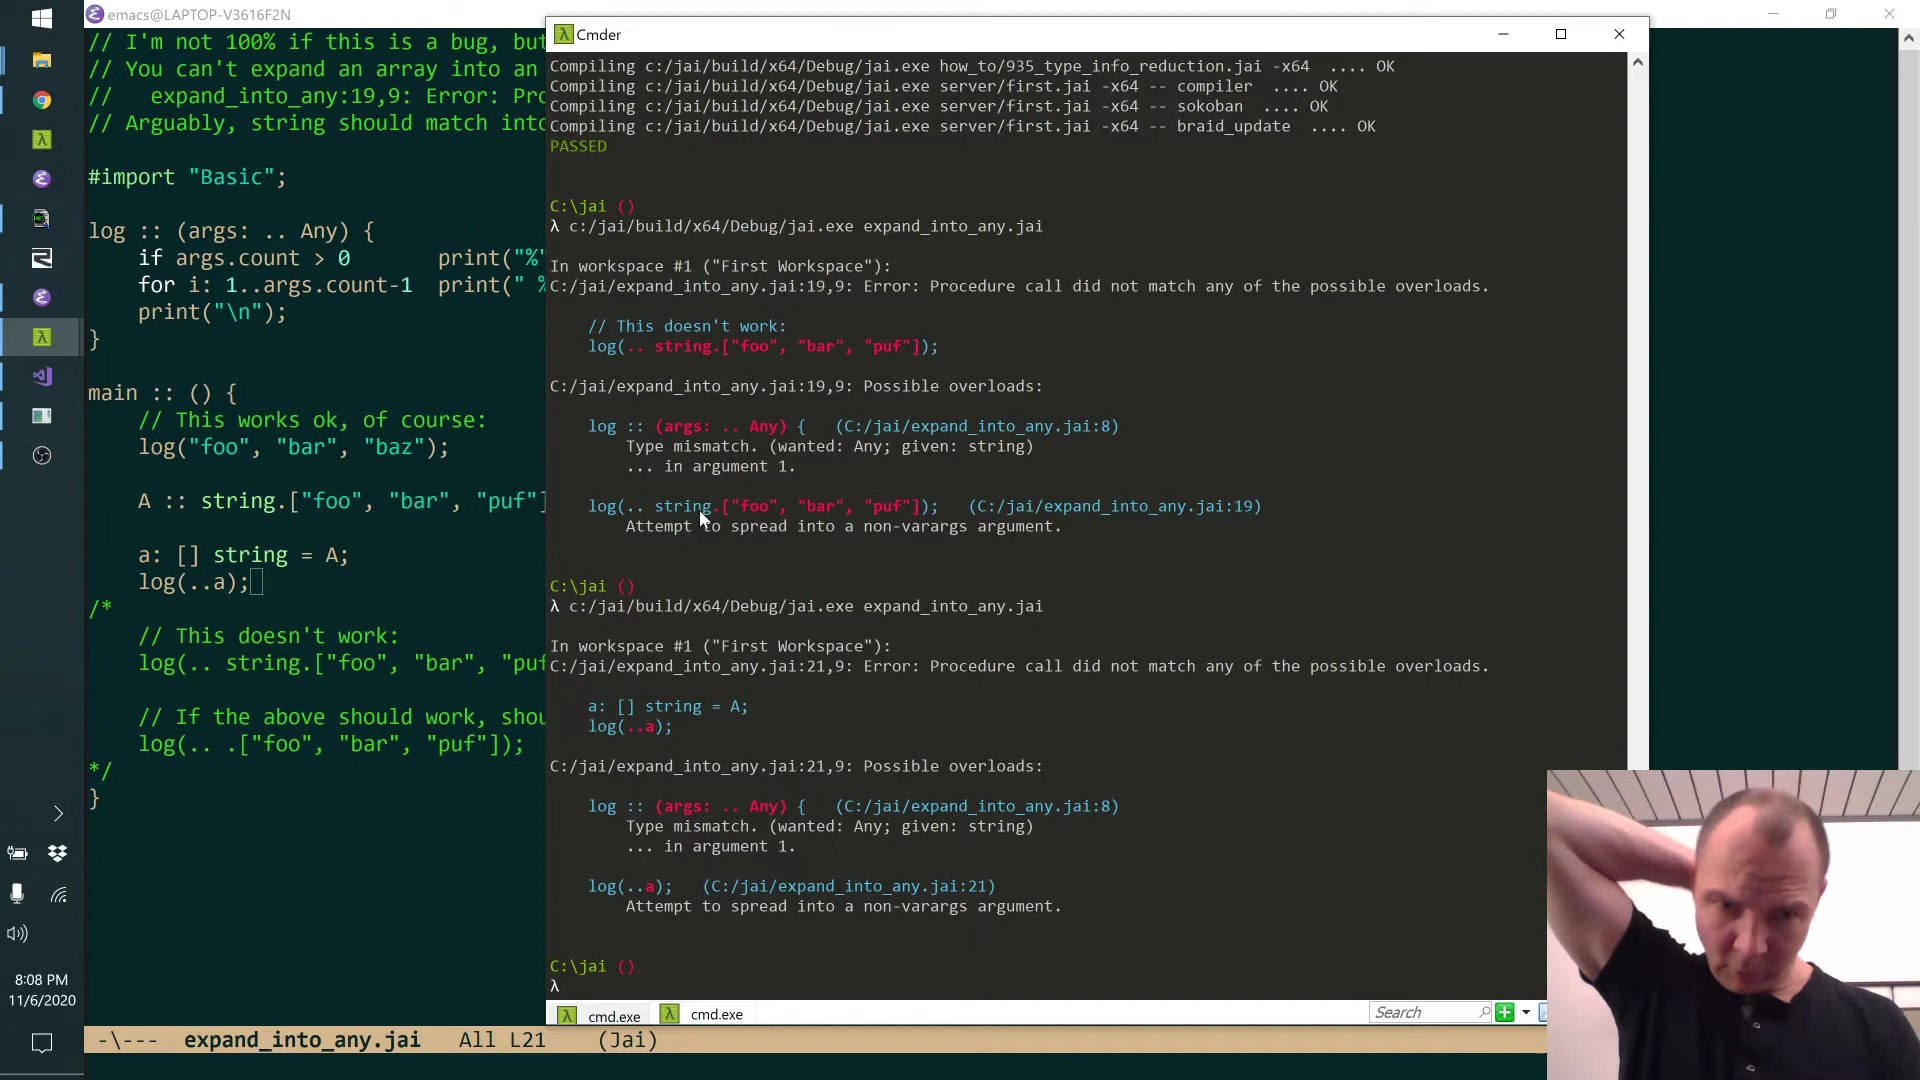 emacs@LAPTOP-V3616F2N
// I'm not 100% if this is a bug, but
// You can't expand an array into an
//   expand_into_any:19,9: Error: Pro
// Arguably, string should match into
#import "Basic";
log :: (args: .. Any) {
if args.count > 0       print("%"
for i: 1..args.count-1  print(" %
print("\n");
}
main :: () {
// This works ok, of course:
log("foo", "bar", "baz");
A :: string.["foo", "bar", "puf"]
a: [] string = A;
log(..a);
/*
// This doesn't work:
log(.. string.["foo", "bar", "puf
// If the above should work, shou
log(.. .["foo", "bar", "puf"]);
*/
}
-\---  expand_into_any.jai   All L21    (Jai)
Cmder
Compiling c:/jai/build/x64/Debug/jai.exe how_to/935_type_info_reduction.jai -x64  .... OK
Compiling c:/jai/build/x64/Debug/jai.exe server/first.jai -x64 -- compiler  .... OK
Compiling c:/jai/build/x64/Debug/jai.exe server/first.jai -x64 -- sokoban  .... OK
Compiling c:/jai/build/x64/Debug/jai.exe server/first.jai -x64 -- braid_update  .... OK
PASSED
C:\jai ()
λ c:/jai/build/x64/Debug/jai.exe expand_into_any.jai
In workspace #1 ("First Workspace"):
C:/jai/expand_into_any.jai:19,9: Error: Procedure call did not match any of the possible overloads.
// This doesn't work:
log(.. string.["foo", "bar", "puf"]);
C:/jai/expand_into_any.jai:19,9: Possible overloads:
log :: (args: .. Any) {   (C:/jai/expand_into_any.jai:8)
Type mismatch. (wanted: Any; given: string)
... in argument 1.
log(.. string.["foo", "bar", "puf"]);   (C:/jai/expand_into_any.jai:19)
Attempt to spread into a non-varargs argument.
C:\jai ()
λ c:/jai/build/x64/Debug/jai.exe expand_into_any.jai
In workspace #1 ("First Workspace"):
C:/jai/expand_into_any.jai:21,9: Error: Procedure call did not match any of the possible overloads.
a: [] string = A;
log(..a);
C:/jai/expand_into_any.jai:21,9: Possible overloads:
log :: (args: .. Any) {   (C:/jai/expand_into_any.jai:8)
Type mismatch. (wanted: Any; given: string)
... in argument 1.
log(..a);   (C:/jai/expand_into_any.jai:21)
Attempt to spread into a non-varargs argument.
C:\jai ()
λ
cmd.exe
cmd.exe
Search
8:08 PM
11/6/2020